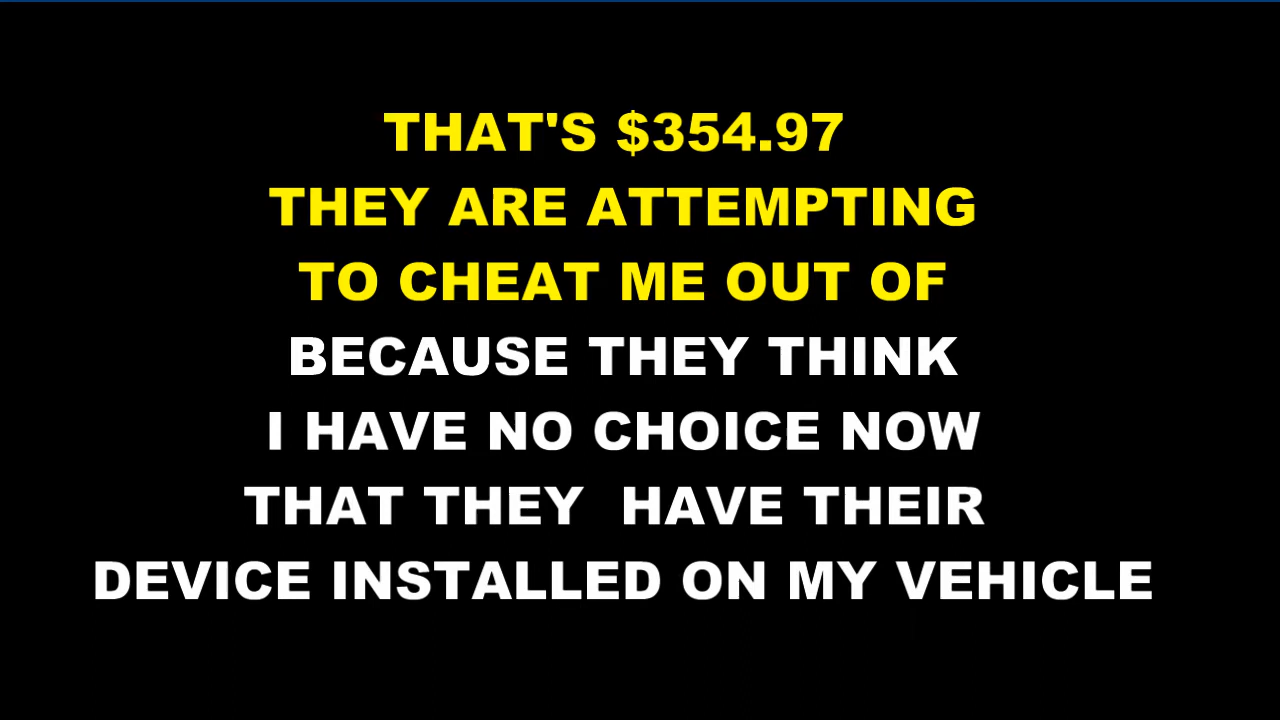 THAT'S $354.97
THEY ARE ATTEMPTING
TO CHEAT ME OUT OF
BECAUSE THEY THINK
I HAVE NO CHOICE NOW
THAT THEY  HAVE THEIR
DEVICE INSTALLED ON MY VEHICLE